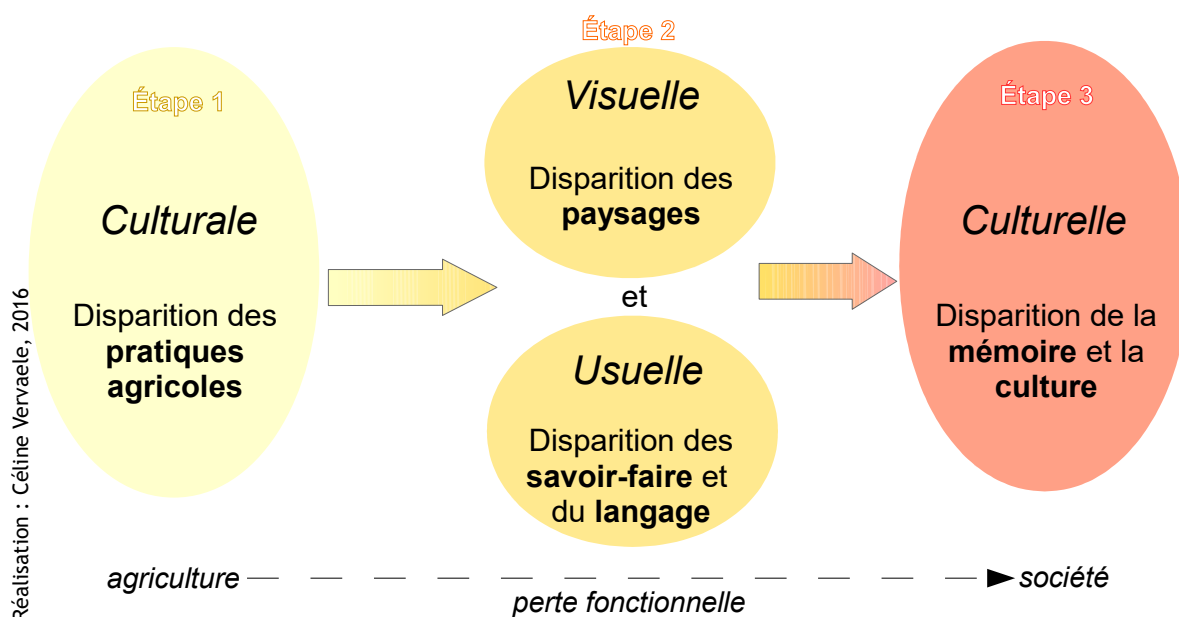 Étape 1
Culturale
Disparition des
pratiques
agricoles
Étape 2
Visuelle
Disparition des
paysages
et
Usuelle
Disparition des
savoir-faire et
du langage
Étape 3
Culturelle
Disparition de la
mémoire et la
culture
agriculture
perte fonctionnelle
société
Réalisation : Céline Vervaele, 2016